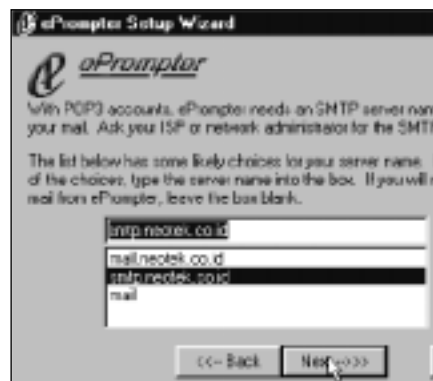 ePrompter Setup Wizard
ePrompter
With POP3 accounts, ePrompter needs an SMTP server nam
your mail. Ask your ISP or network administrator for the SMT
The list below has some likely choices for your server name.
of the choices, type the server name into the box. If you will
mail from ePrompter, leave the box blank.
smtp.neotek.co.id
mail.neotek.co.id
smtp.neotek.co.id
mail
<<-- Back
Next -->>